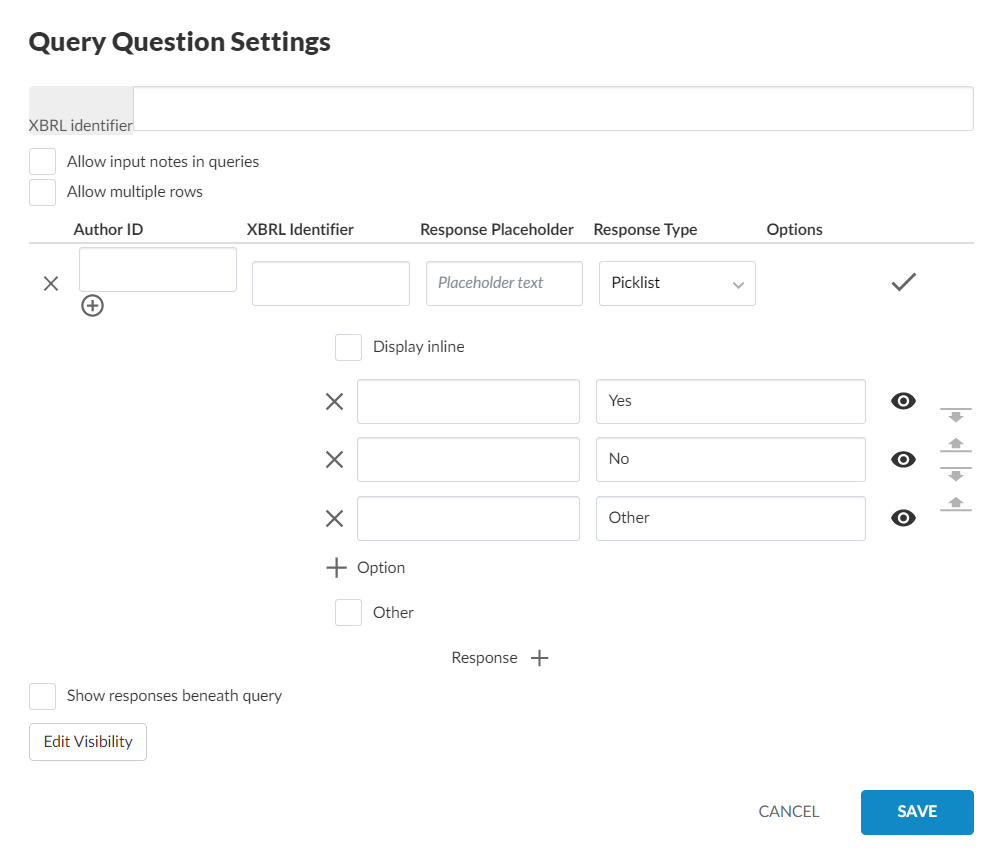 Query Question Settings
XBRL identifier
Allow input notes in queries
Allow multiple rows
Author ID XBRL Identifier Response Placeholder Response Type Options
Placeholder text Picklist
Display inline
Yes
No
Other
Option
Other
Response
Show responses beneath query
Edit Visibility
CANCEL SAVE